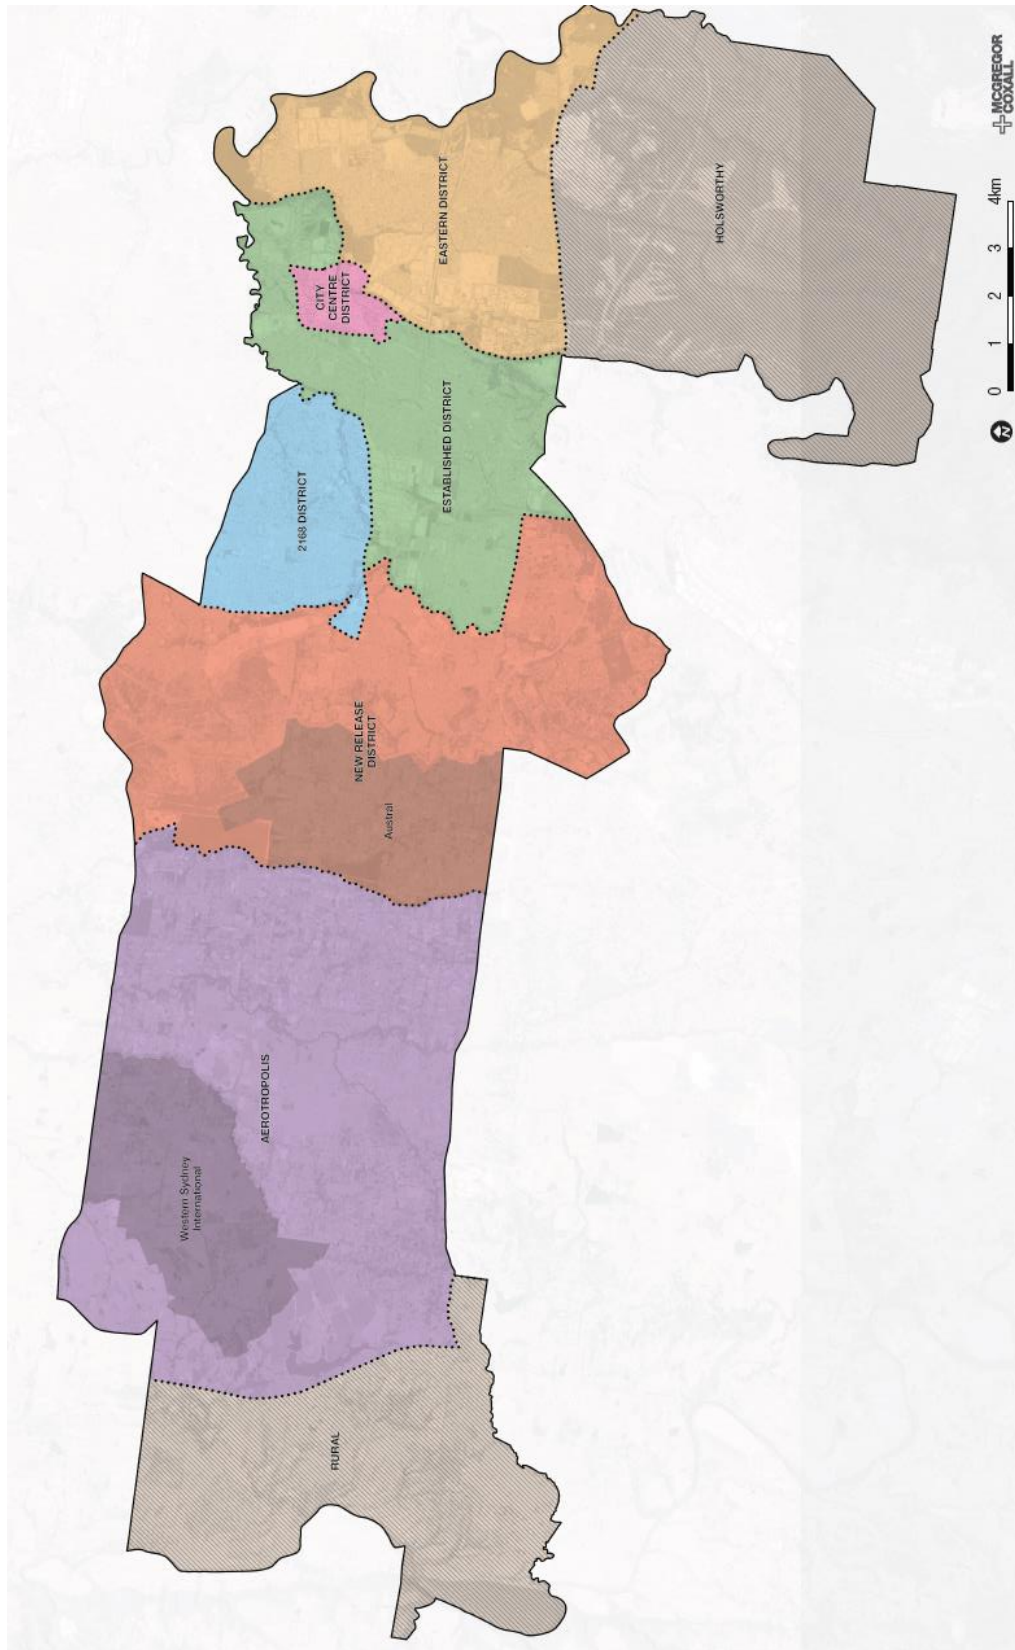 RURAL
Western Sydney
International
AEROTROPOLIS
Austral
NEW RELEASE
DISTRICT
2168 DISTRICT
ESTABLISHED DISTRICT
CITY
CENTRE
DISTRICT
EASTERN DISTRICT
HOLSWORTHY
N
0 1 2 3 4km
MCGREGOR
COXALL